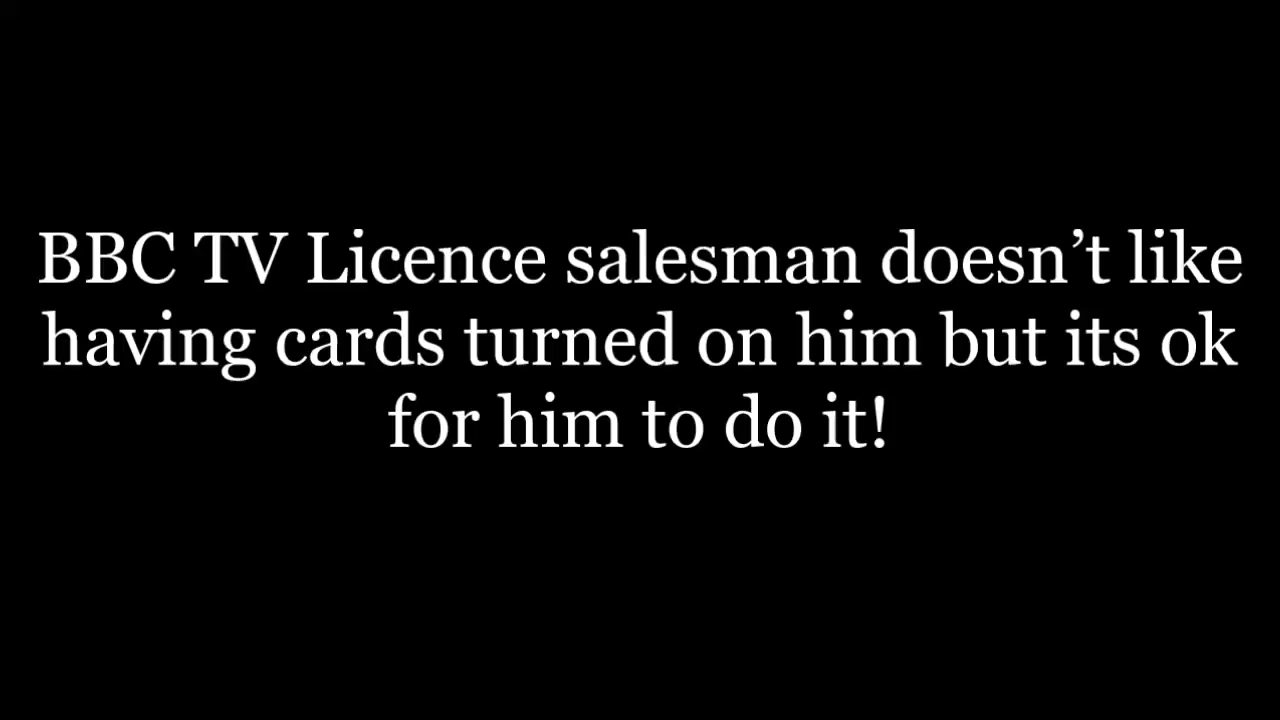 BBC TV Licence salesman doesn’t like
having cards turned on him but its ok
for him to do it!